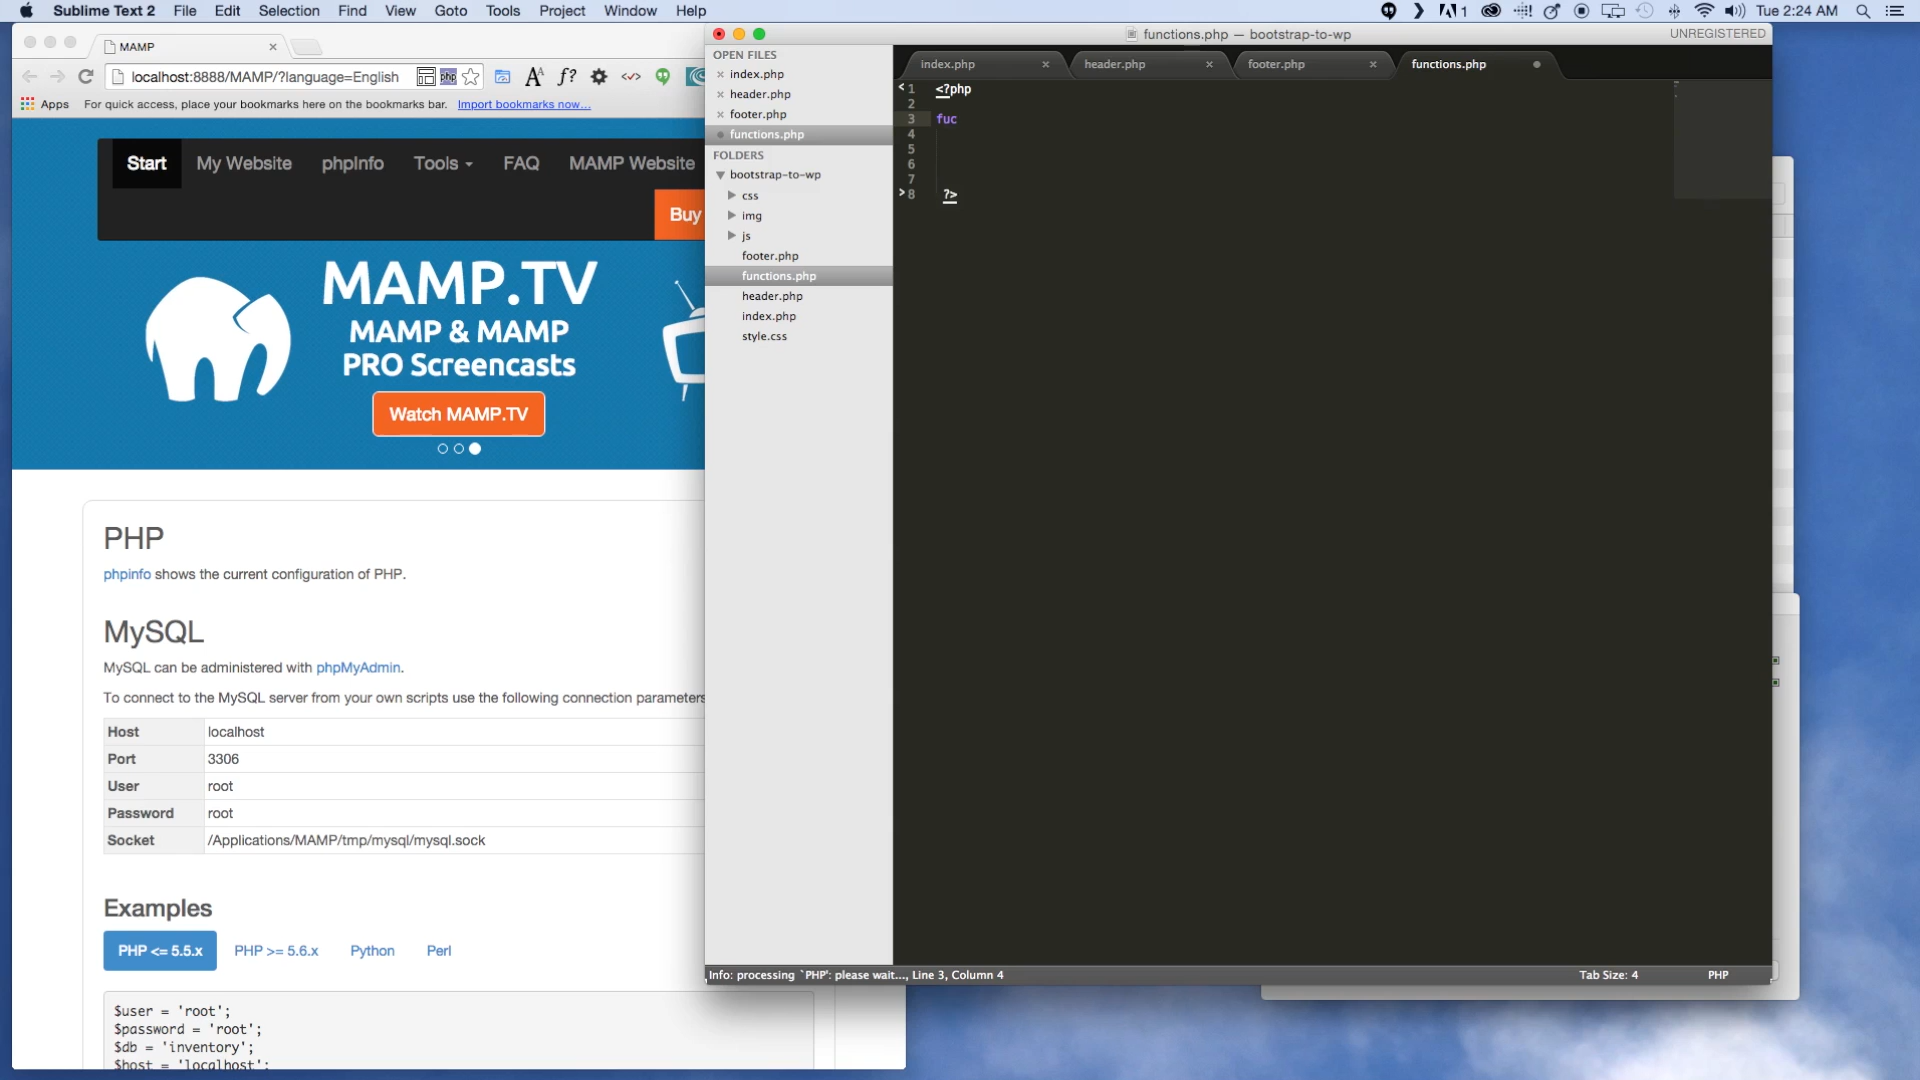 Sublime Text 2 File Edit Selection Find View Goto Tools Project Window Help 1 Tue 2:24 AM
MAMP
localhost:8888/MAMP/?language=English php A f?
Apps For quick access, place your bookmarks here on the bookmarks bar. Import bookmarks now...
Start My Website phpInfo Tools FAQ MAMP Website
Buy
MAMP.TV
MAMP & MAMP
PRO Screencasts
Watch MAMP.TV
PHP
phpinfo shows the current configuration of PHP.
MySQL
MySQL can be administered with phpMyAdmin.
To connect to the MySQL server from your own scripts use the following connection parameters
Host localhost
Port 3306
User root
Password root
Socket /Applications/MAMP/tmp/mysql/mysql.sock
Examples
PHP <= 5.5.x PHP >= 5.6.x Python Perl
$user = 'root';
$password = 'root';
$db = 'inventory';
$host = 'localhost';
functions.php — bootstrap-to-wp UNREGISTERED
OPEN FILES
index.php
header.php
footer.php
functions.php
FOLDERS
bootstrap-to-wp
css
img
js
footer.php
functions.php
header.php
index.php
style.css
index.php header.php footer.php functions.php
1 <?php
2
3 fuc
4
5
6
7
8 ?>
Info: processing `PHP': please wait..., Line 3, Column 4 Tab Size: 4 PHP